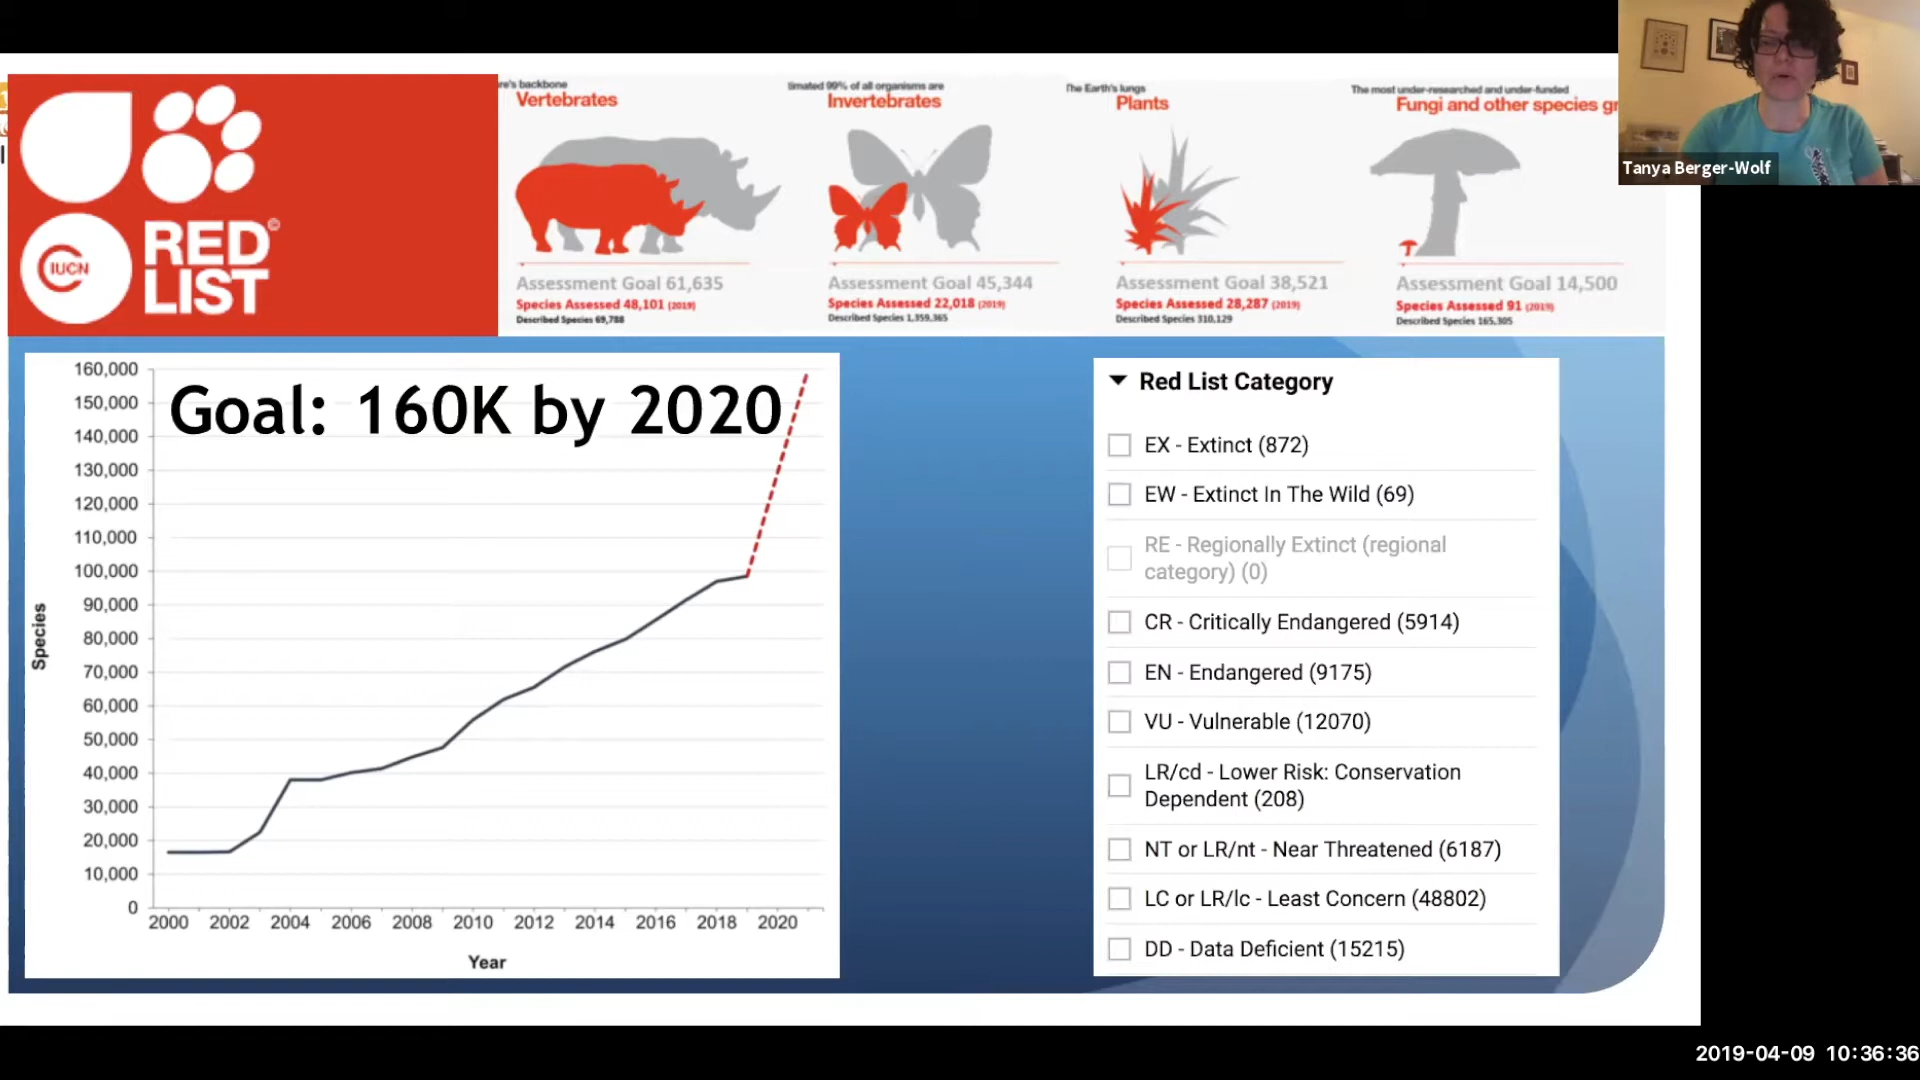 re's backbone
Vertebrates
timated 99% of all organisms are
Invertebrates
The Earth's lungs
Plants
The most under-researched and under-funded
Fungi and other species gr
Tanya Berger-Wolf
IUCN
RED
LIST
©
Assessment Goal 61,635
Species Assessed 48,101 (2019)
Described Species 69,788
Assessment Goal 45,344
Species Assessed 22,018 (2019)
Described Species 1,359,365
Assessment Goal 38,521
Species Assessed 28,287 (2019)
Described Species 310,129
Assessment Goal 14,500
Species Assessed 91 (2019)
Described Species 165,305
Goal: 160K by 2020
160,000
150,000
140,000
130,000
120,000
110,000
100,000
90,000
80,000
70,000
60,000
50,000
40,000
30,000
20,000
10,000
0
Species
2000 2002 2004 2006 2008 2010 2012 2014 2016 2018 2020
Year
Red List Category
EX - Extinct (872)
EW - Extinct In The Wild (69)
RE - Regionally Extinct (regional
category) (0)
CR - Critically Endangered (5914)
EN - Endangered (9175)
VU - Vulnerable (12070)
LR/cd - Lower Risk: Conservation
Dependent (208)
NT or LR/nt - Near Threatened (6187)
LC or LR/lc - Least Concern (48802)
DD - Data Deficient (15215)
2019-04-09 10:36:36